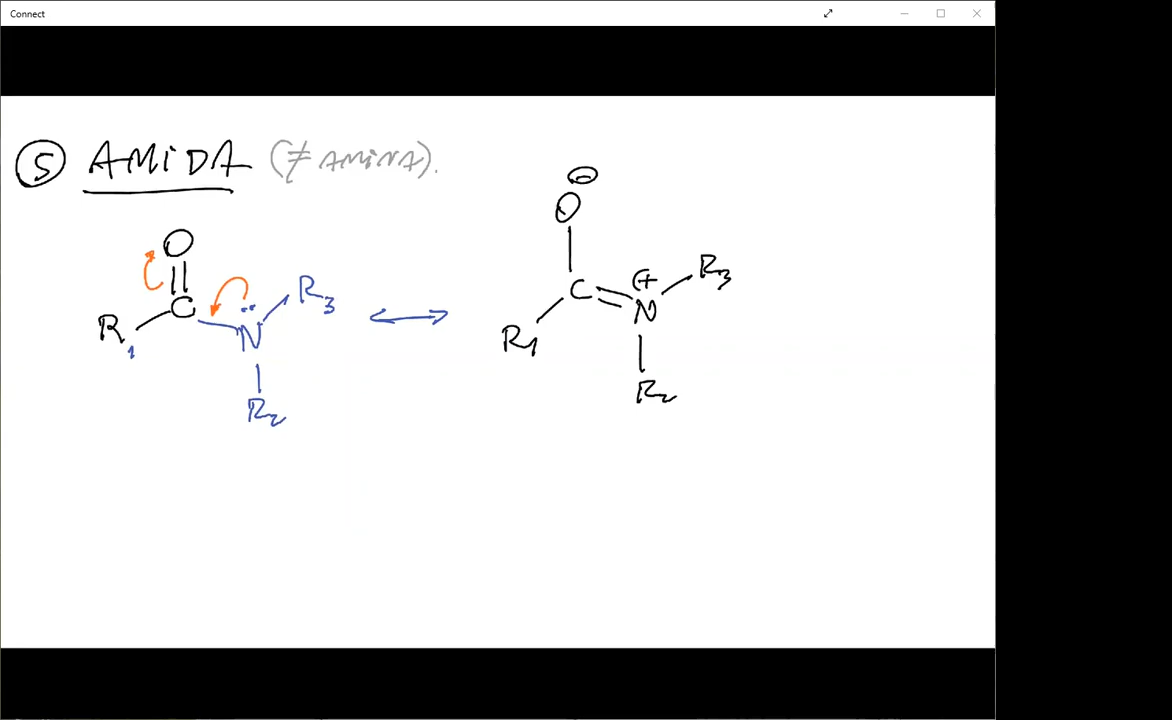 Connect
5 AMiDA (≠ AMiNA).
O
C
R1
N
R2
R3
O ⊖
C
R1
N +
R2
R3